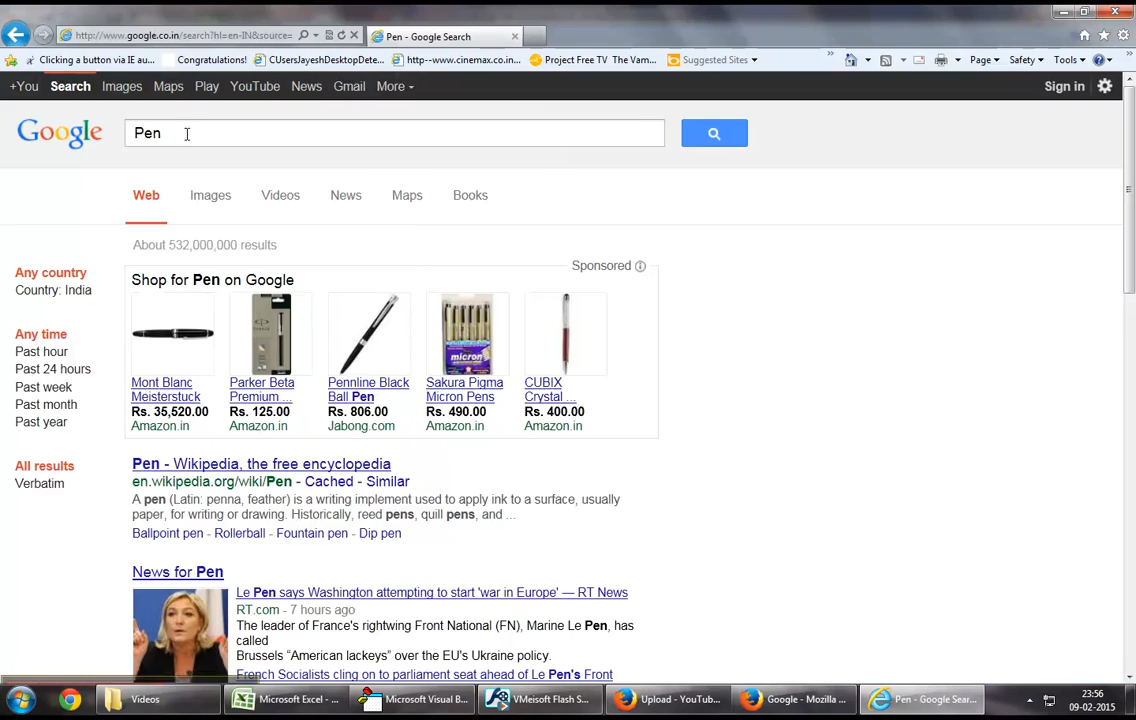 http://www.google.co.in/search?hl=en-IN&source=
Pen - Google Search
Clicking a button via IE au...
Congratulations!
CUsersJayeshDesktopDete...
http--www.cinemax.co.in...
Project Free TV The Vam...
Suggested Sites
Page
Safety
Tools
+You Search Images Maps Play YouTube News Gmail More
Sign in
Google
Pen
Web Images Videos News Maps Books
About 532,000,000 results
Any country
Country: India
Any time
Past hour
Past 24 hours
Past week
Past month
Past year
All results
Verbatim
Sponsored
Shop for Pen on Google
PARKER
micron
Mont Blanc
Meisterstuck
Rs. 35,520.00
Amazon.in
Parker Beta
Premium ...
Rs. 125.00
Amazon.in
Pennline Black
Ball Pen
Rs. 806.00
Jabong.com
Sakura Pigma
Micron Pens
Rs. 490.00
Amazon.in
CUBIX
Crystal ...
Rs. 400.00
Amazon.in
Pen - Wikipedia, the free encyclopedia
en.wikipedia.org/wiki/Pen - Cached - Similar
A pen (Latin: penna, feather) is a writing implement used to apply ink to a surface, usually
paper, for writing or drawing. Historically, reed pens, quill pens, and ...
Ballpoint pen - Rollerball - Fountain pen - Dip pen
News for Pen
Le Pen says Washington attempting to start 'war in Europe' — RT News
RT.com - 7 hours ago
The leader of France's rightwing Front National (FN), Marine Le Pen, has
called
Brussels “American lackeys” over the EU's Ukraine policy.
French Socialists cling on to parliament seat ahead of Le Pen's Front
Videos
Microsoft Excel - ...
Microsoft Visual B...
VMeisoft Flash S...
Upload - YouTub...
Google - Mozilla ...
Pen - Google Sear...
23:56
09-02-2015